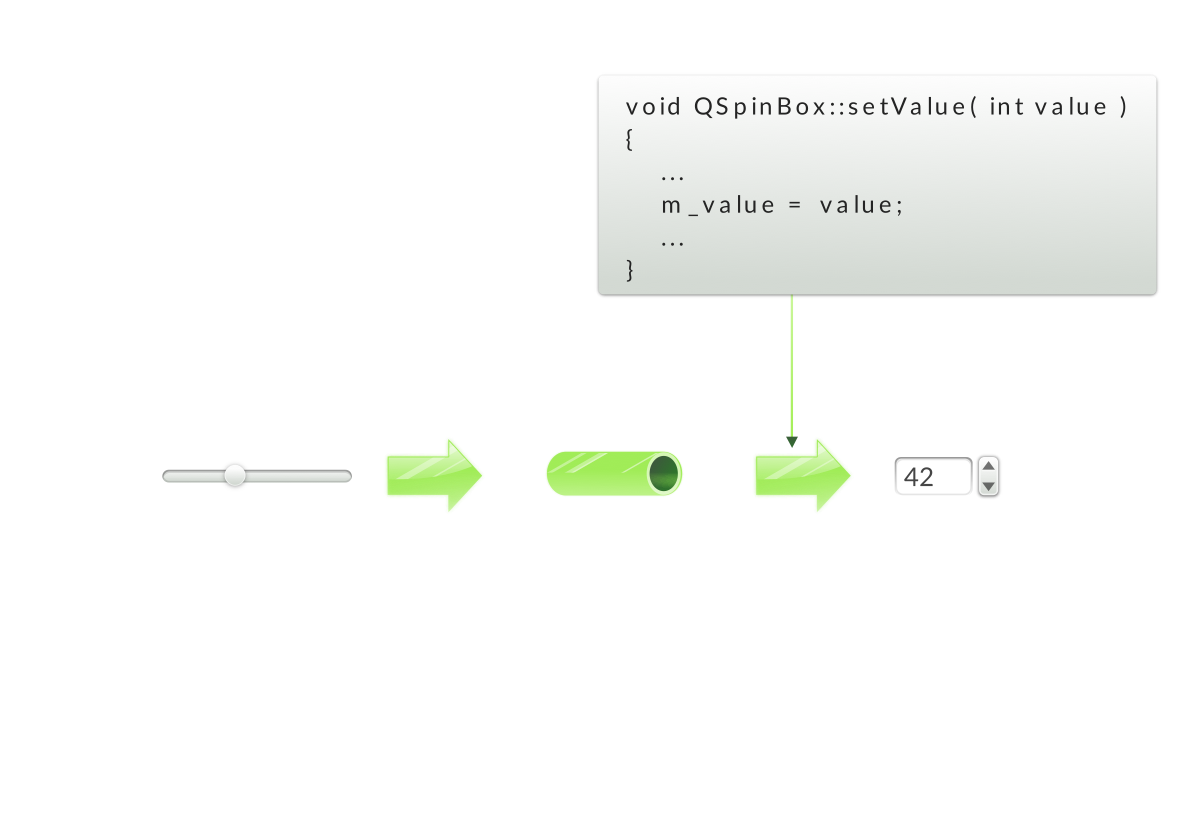 void QSpinBox::setValue( int value )
{
...
m_value = value;
...
}
42